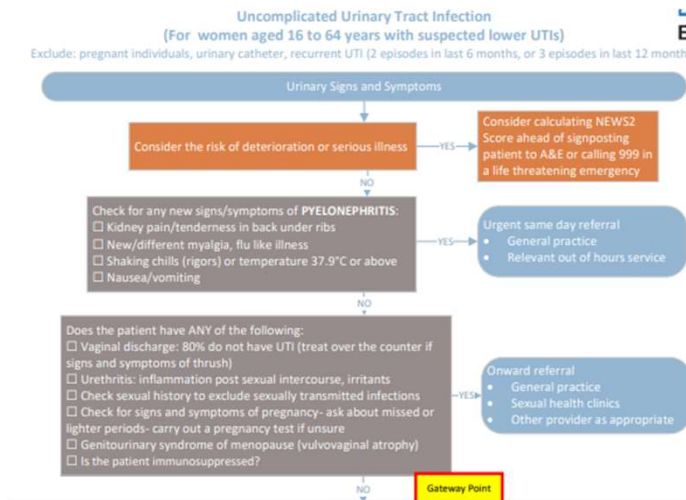 Uncomplicated Urinary Tract Infection
(For women aged 16 to 64 years with suspected lower UTIs)
E
Exclude: pregnant individuals, urinary catheter, recurrent UTI (2 episodes in last 6 months, or 3 episodes in last 12 month
Urinary Signs and Symptoms
Consider the risk of deterioration or serious illness
YES
Consider calculating NEWS2
Score ahead of signposting
patient to A&E or calling 999 in
a life threatening emergency
NO
Check for any new signs/symptoms of PYELONEPHRITIS:
☐ Kidney pain/tenderness in back under ribs
☐ New/different myalgia, flu like illness
☐ Shaking chills (rigors) or temperature 37.9°C or above
☐ Nausea/vomiting
YES
Urgent same day referral
• General practice
• Relevant out of hours service
NO
Does the patient have ANY of the following:
☐ Vaginal discharge: 80% do not have UTI (treat over the counter if
signs and symptoms of thrush)
☐ Urethritis: inflammation post sexual intercourse, irritants
☐ Check sexual history to exclude sexually transmitted infections
☐ Check for signs and symptoms of pregnancy- ask about missed or
lighter periods- carry out a pregnancy test if unsure
☐ Genitourinary syndrome of menopause (vulvovaginal atrophy)
☐ Is the patient immunosuppressed?
YES
Onward referral
• General practice
• Sexual health clinics
• Other provider as appropriate
NO
Gateway Point